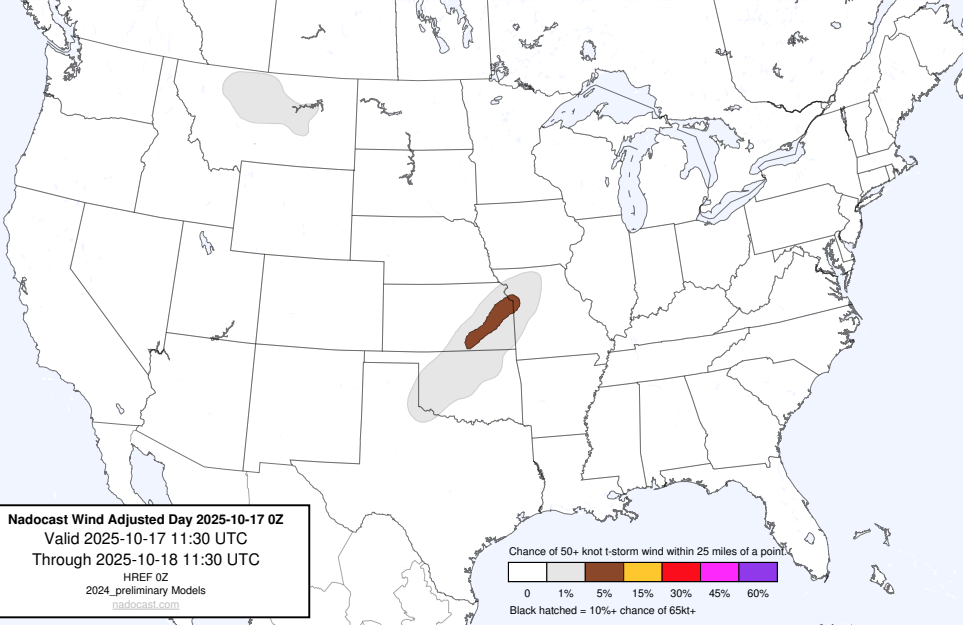 Nadocast Wind Adjusted Day 2025-10-17 0Z
Valid 2025-10-17 11:30 UTC
Through 2025-10-18 11:30 UTC
HREF 0Z
2024_preliminary Models
nadocast.com
Chance of 50+ knot t-storm wind within 25 miles of a point.
0 1% 5% 15% 30% 45% 60%
Black hatched = 10%+ chance of 65kt+